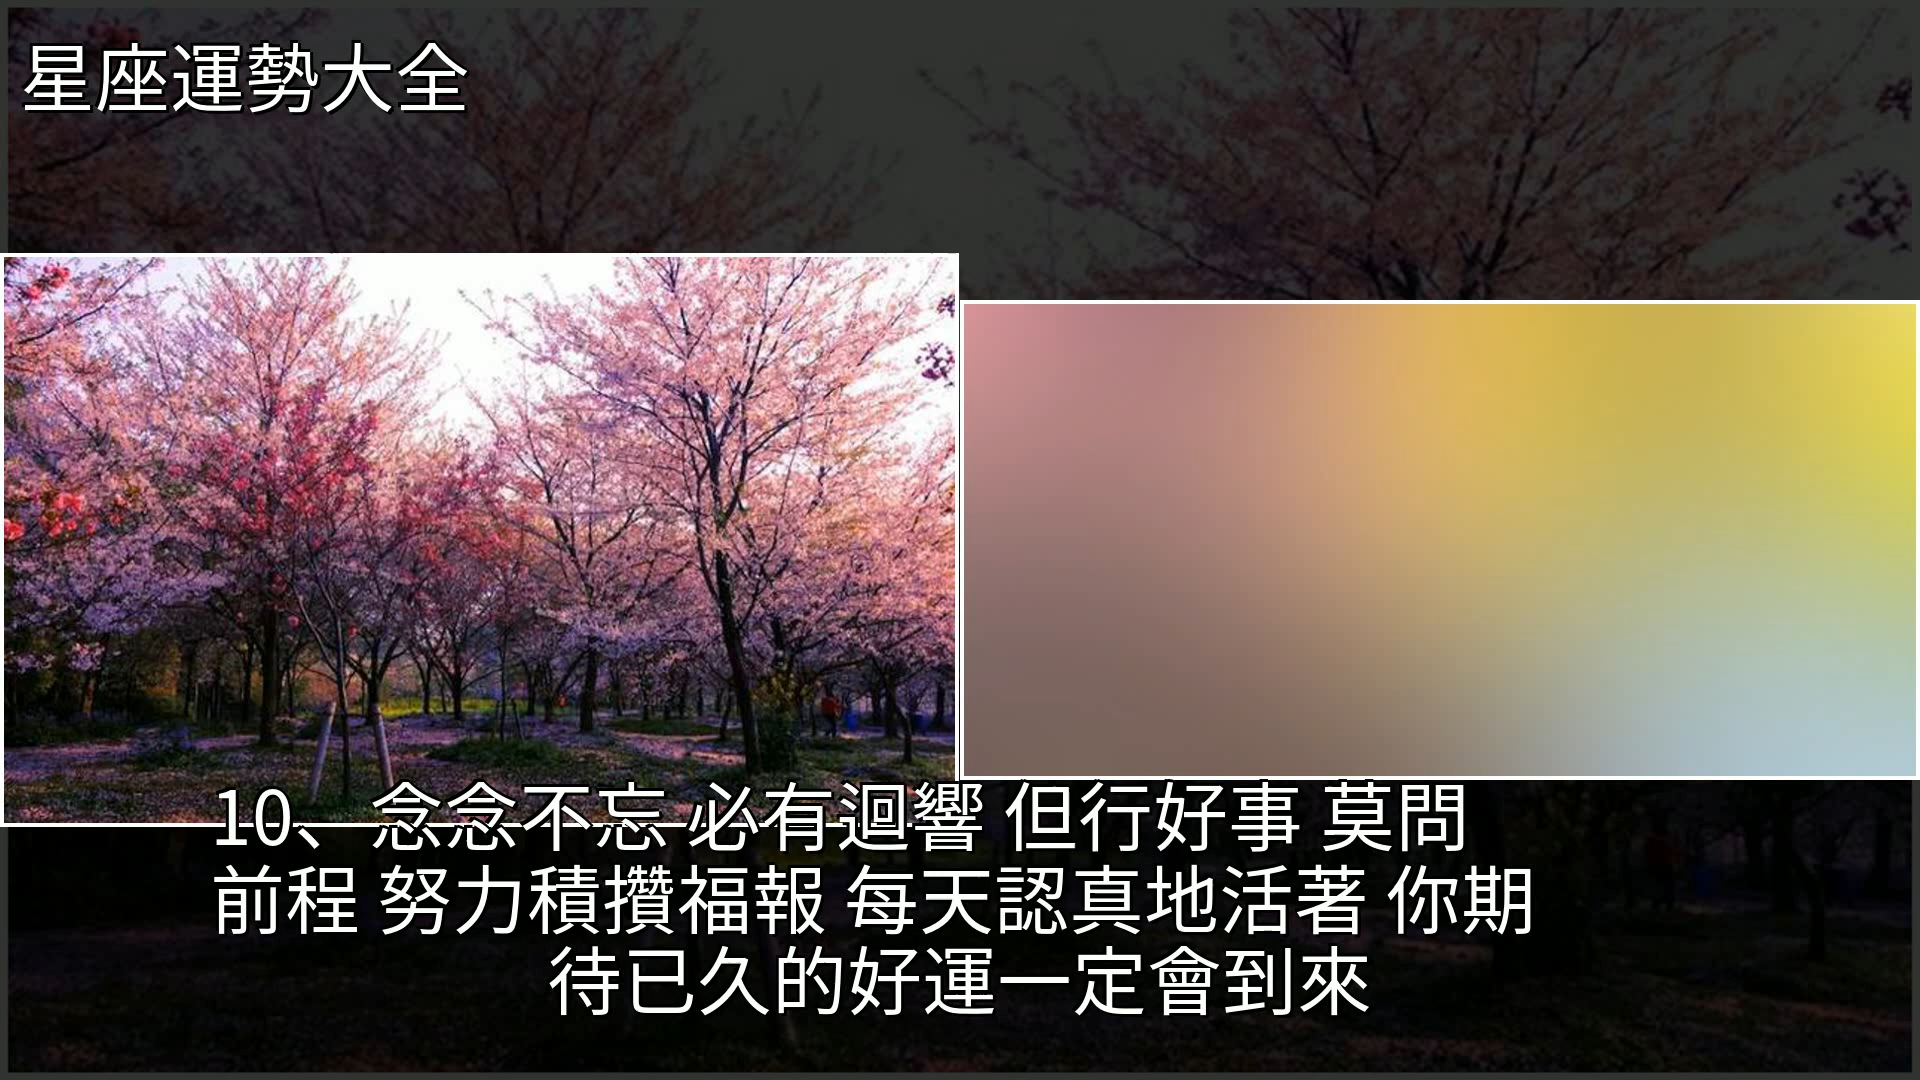 星座運勢大全
10、 念念不忘 必有迴響 但行好事 莫問
前程 努力積攢福報 每天認真地活著 你期
待已久的好運一定會到來